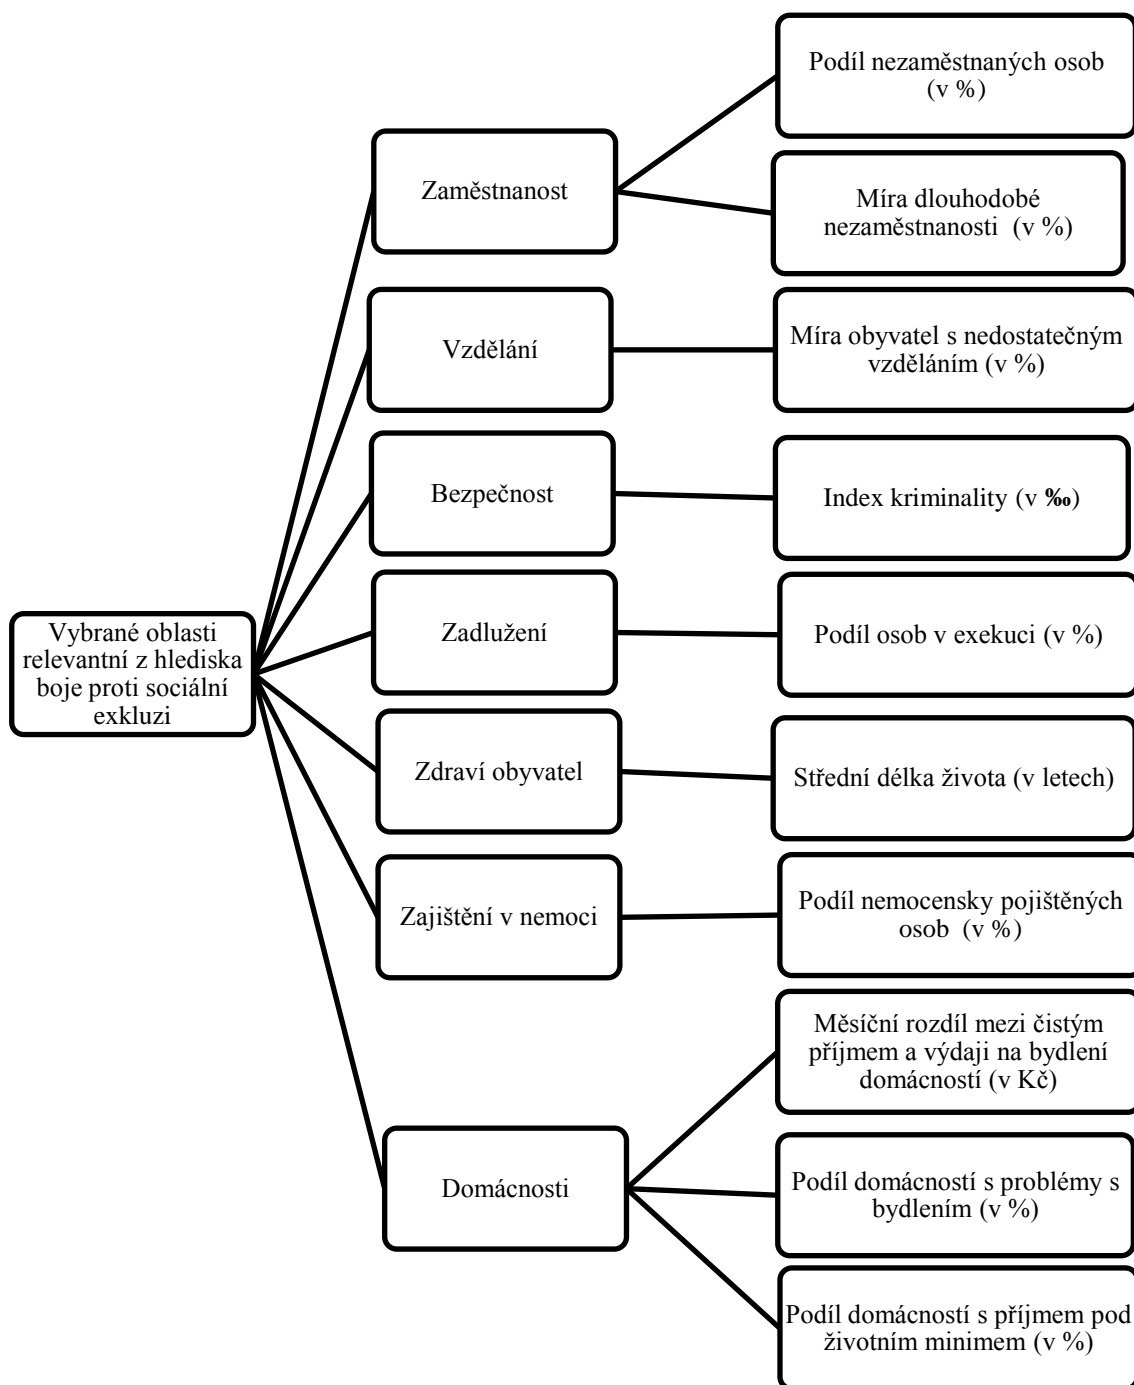 Podíl nezaměstnaných osob
(v %)
Zaměstnanost
Míra dlouhodobé
nezaměstnanosti (v %)
Vzdělání
Míra obyvatel s nedostatečným
vzděláním (v %)
Bezpečnost
Index kriminality (v ‰)
Vybrané oblasti
relevantní z hlediska
boje proti sociální
exkluzi
Zadlužení
Podíl osob v exekuci (v %)
Zdraví obyvatel
Střední délka života (v letech)
Zajištění v nemoci
Podíl nemocensky pojištěných
osob (v %)
Měsíční rozdíl mezi čistým
příjmem a výdaji na bydlení
domácností (v Kč)
Domácnosti
Podíl domácností s problémy s
bydlením (v %)
Podíl domácností s příjmem pod
životním minimem (v %)